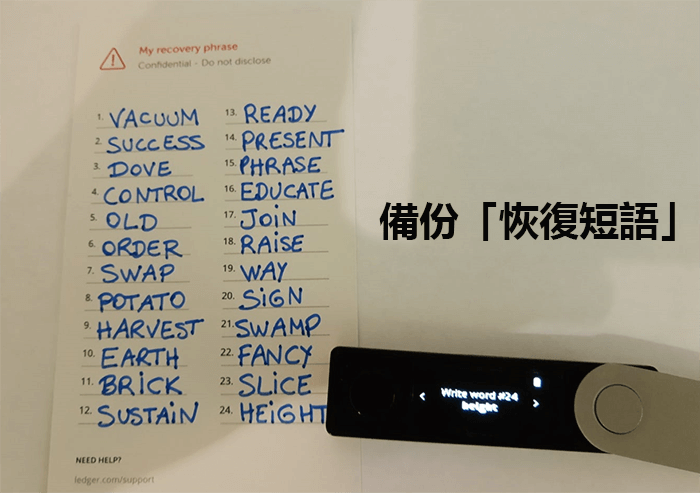 My recovery phrase
Confidential - Do not disclose
1. VACUUM
2. SUCCESS
3. DOVE
4. CONTROL
5. OLD
6. ORDER
7. SWAP
8. POTATO
9. HARVEST
10. EARTH
11. BRICK
12. SUSTAIN
13. READY
14. PRESENT
15. PHRASE
16. EDUCATE
17. JOIN
18. RAISE
19. WAY
20. SIGN
21. SWAMP
22. FANCY
23. SLICE
24. HEIGHT
NEED HELP?
ledger.com/support
備份「恢復短語」
Write word #24
height